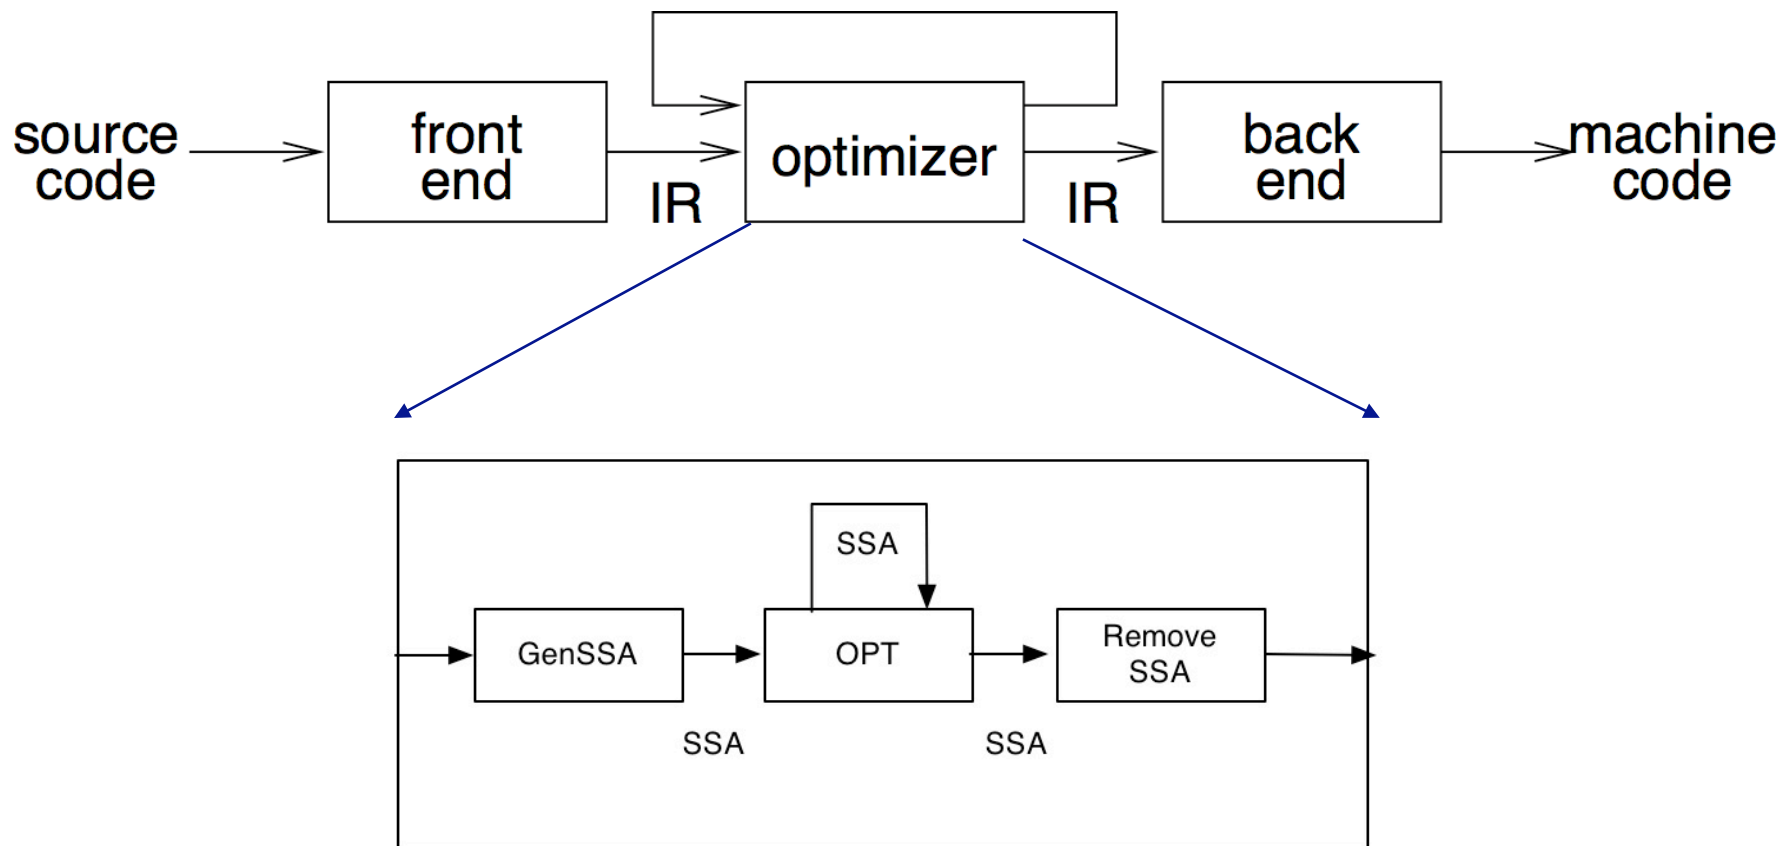 source
code
front
end
IR
optimizer
IR
back
end
machine
code
SSA
GenSSA
OPT
Remove
SSA
SSA
SSA